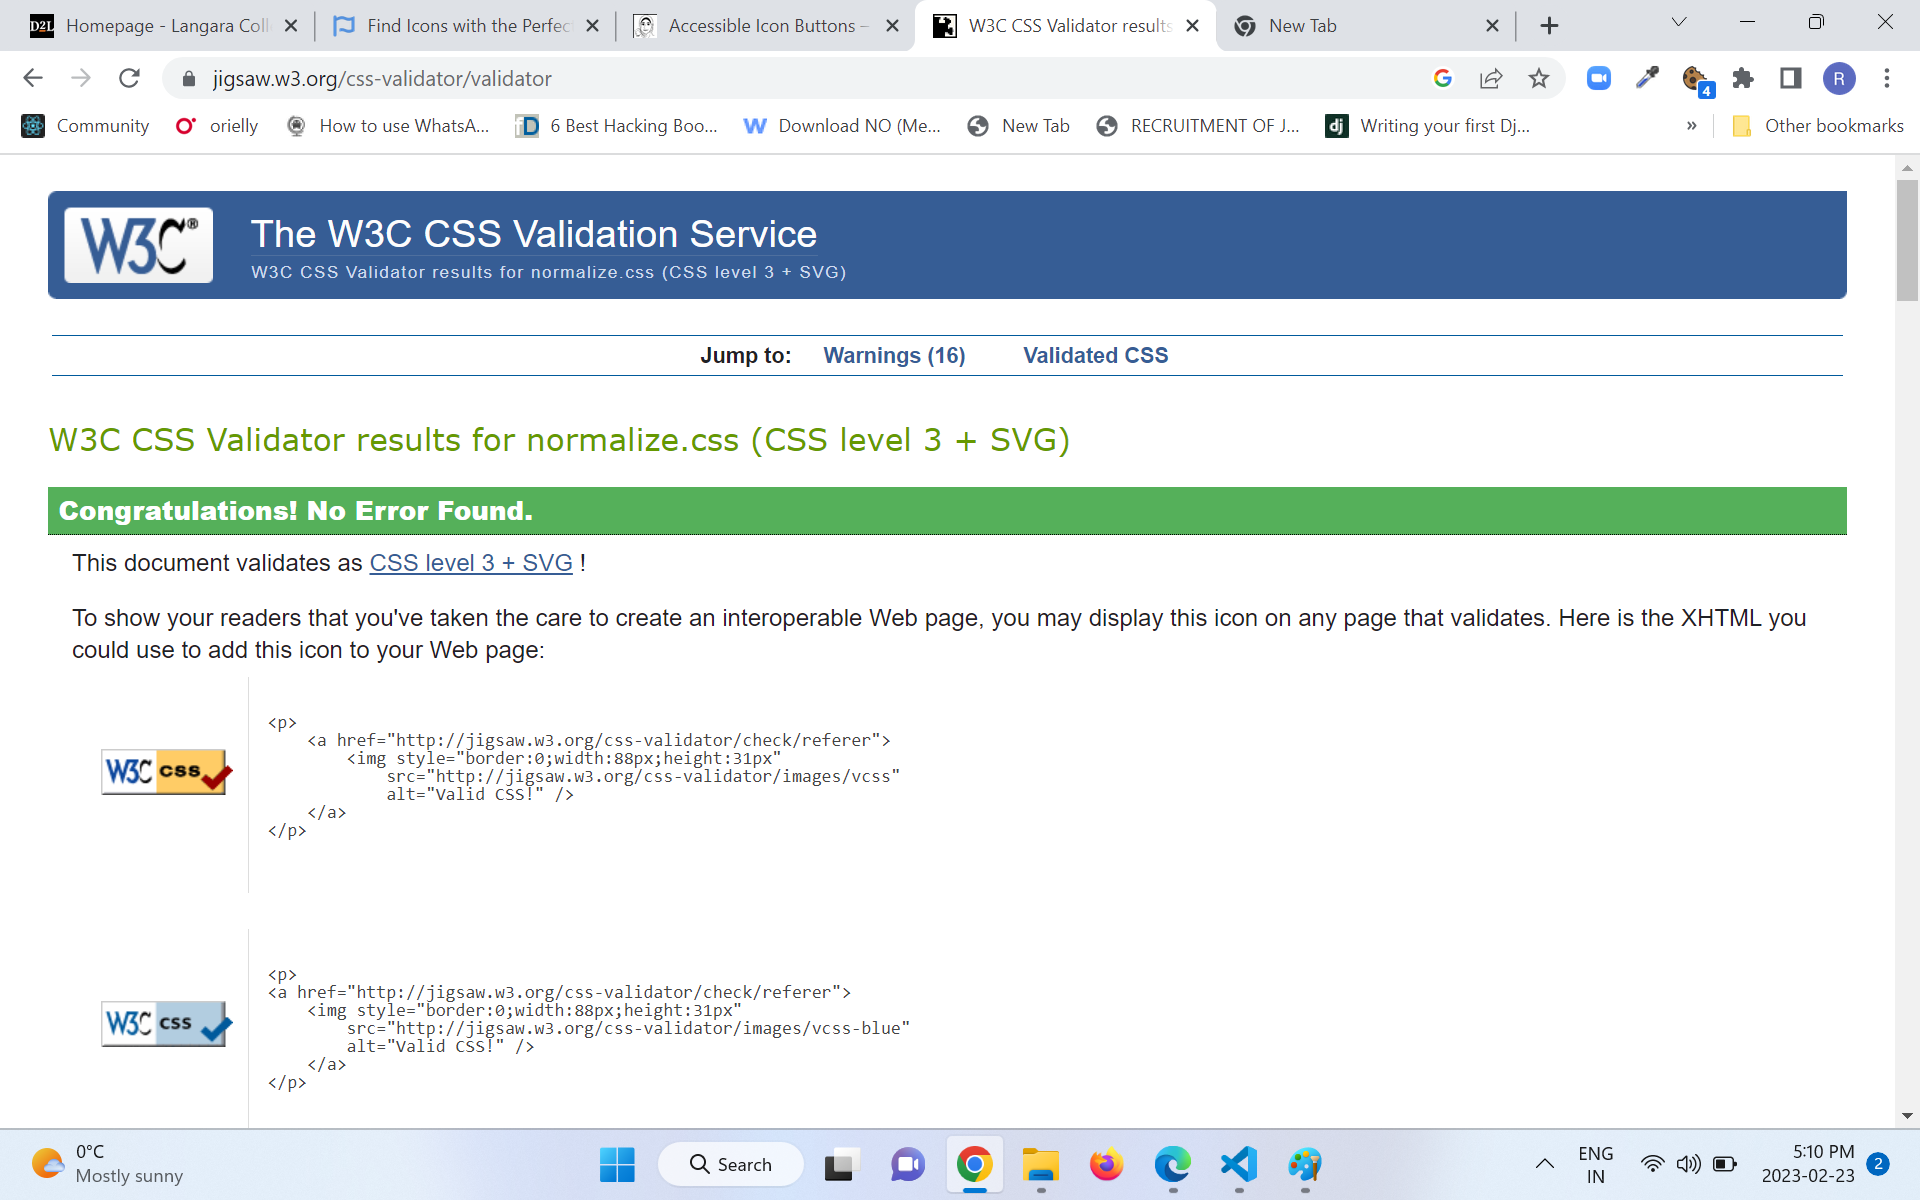 D2L Homepage - Langara Coll
Find Icons with the Perfec
Accessible Icon Buttons –
W3C CSS Validator results
New Tab
jigsaw.w3.org/css-validator/validator
4
R
Community
orielly
How to use WhatsA...
6 Best Hacking Boo...
Download NO (Me...
New Tab
RECRUITMENT OF J...
dj Writing your first Dj...
»
Other bookmarks
W3C®
The W3C CSS Validation Service
W3C CSS Validator results for normalize.css (CSS level 3 + SVG)
Jump to: Warnings (16) Validated CSS
W3C CSS Validator results for normalize.css (CSS level 3 + SVG)
Congratulations! No Error Found.
This document validates as CSS level 3 + SVG !
To show your readers that you've taken the care to create an interoperable Web page, you may display this icon on any page that validates. Here is the XHTML you
could use to add this icon to your Web page:
W3C css
<p>
<a href="http://jigsaw.w3.org/css-validator/check/referer">
<img style="border:0;width:88px;height:31px"
src="http://jigsaw.w3.org/css-validator/images/vcss"
alt="Valid CSS!" />
</a>
</p>
W3C css
<p>
<a href="http://jigsaw.w3.org/css-validator/check/referer">
<img style="border:0;width:88px;height:31px"
src="http://jigsaw.w3.org/css-validator/images/vcss-blue"
alt="Valid CSS!" />
</a>
</p>
0°C
Mostly sunny
Search
ENG
IN
5:10 PM
2023-02-23
2